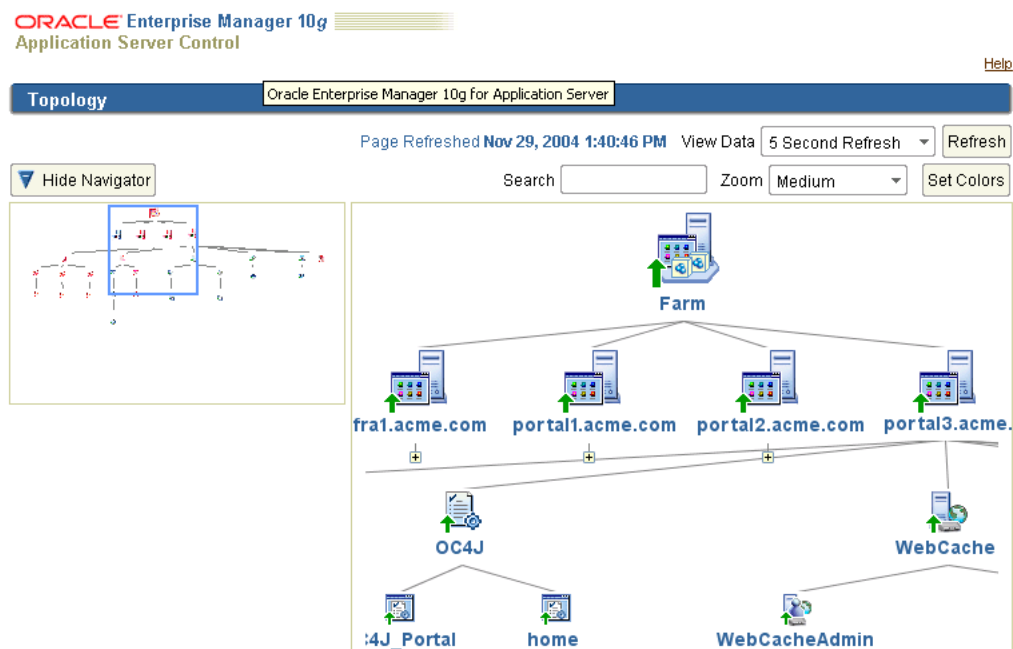 ORACLE Enterprise Manager 10g
Application Server Control
Help
Topology
Oracle Enterprise Manager 10g for Application Server
Page Refreshed Nov 29, 2004 1:40:46 PM View Data 5 Second Refresh Refresh
Hide Navigator Search Zoom Medium Set Colors
Farm
fra1.acme.com portal1.acme.com portal2.acme.com portal3.acme.
OC4J WebCache
4J_Portal home WebCacheAdmin